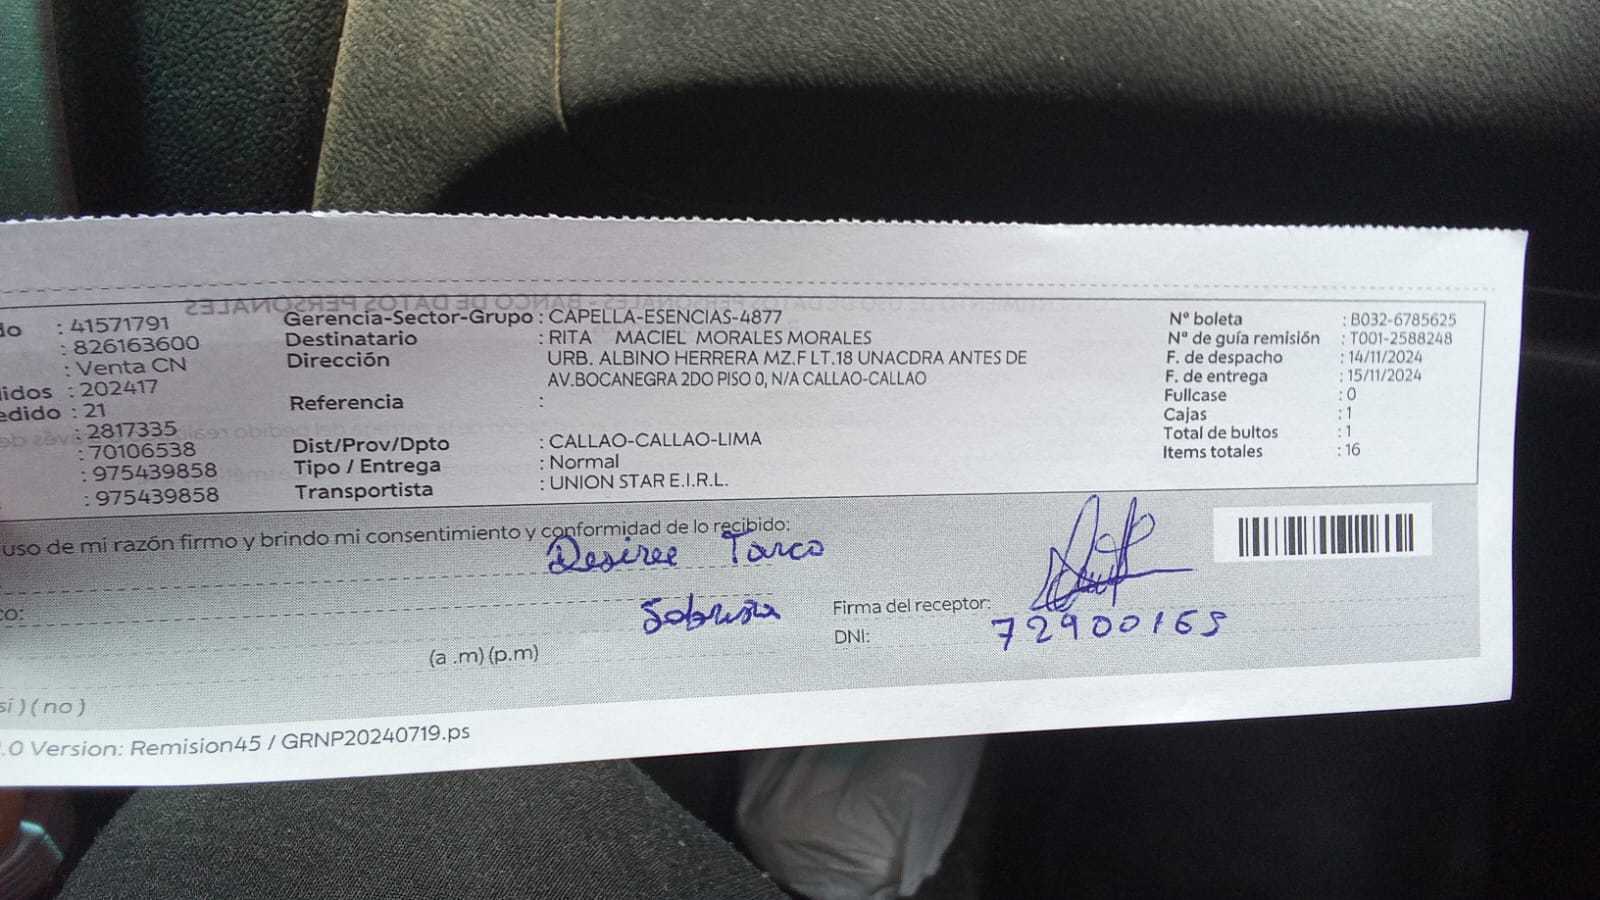 do : 41571791
: 826163600
: Venta CN
didos : 202417
edido : 21
: 2817335
: 70106538
: 975439858
: 975439858
Gerencia-Sector-Grupo : CAPELLA-ESENCIAS-4877
Destinatario : RITA MACIEL MORALES MORALES
Dirección URB. ALBINO HERRERA MZ.F LT.18 UNACDRA ANTES DE
AV.BOCANEGRA 2DO PISO 0, N/A CALLAO-CALLAO
Referencia :
Dist/Prov/Dpto : CALLAO-CALLAO-LIMA
Tipo / Entrega : Normal
Transportista : UNION STAR E.I.R.L.
Nº boleta : B032-6785625
Nº de guía remisión : T001-2588248
F. de despacho : 14/11/2024
F. de entrega : 15/11/2024
Fullcase : 0
Cajas : 1
Total de bultos : 1
Items totales : 16
uso de mi razón firmo y brindo mi consentimiento y conformidad de lo recibido:
Desiree Tarco
co: Sobrina
Firma del receptor:
DNI: 72900169
(a .m) (p.m)
si ) ( no )
.0 Version: Remision45 / GRNP20240719.ps